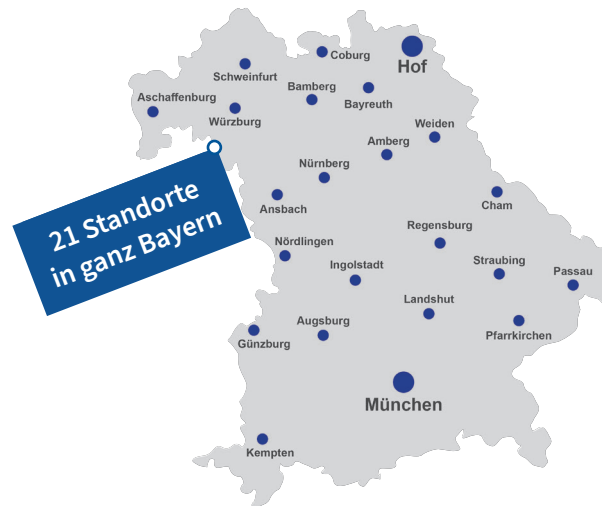 Coburg
Hof
Schweinfurt
Aschaffenburg
Bamberg
Bayreuth
Würzburg
Weiden
Amberg
Nürnberg
Ansbach
Cham
21 Standorte
in ganz Bayern
Regensburg
Nördlingen
Straubing
Ingolstadt
Passau
Landshut
Augsburg
Günzburg
Pfarrkirchen
München
Kempten